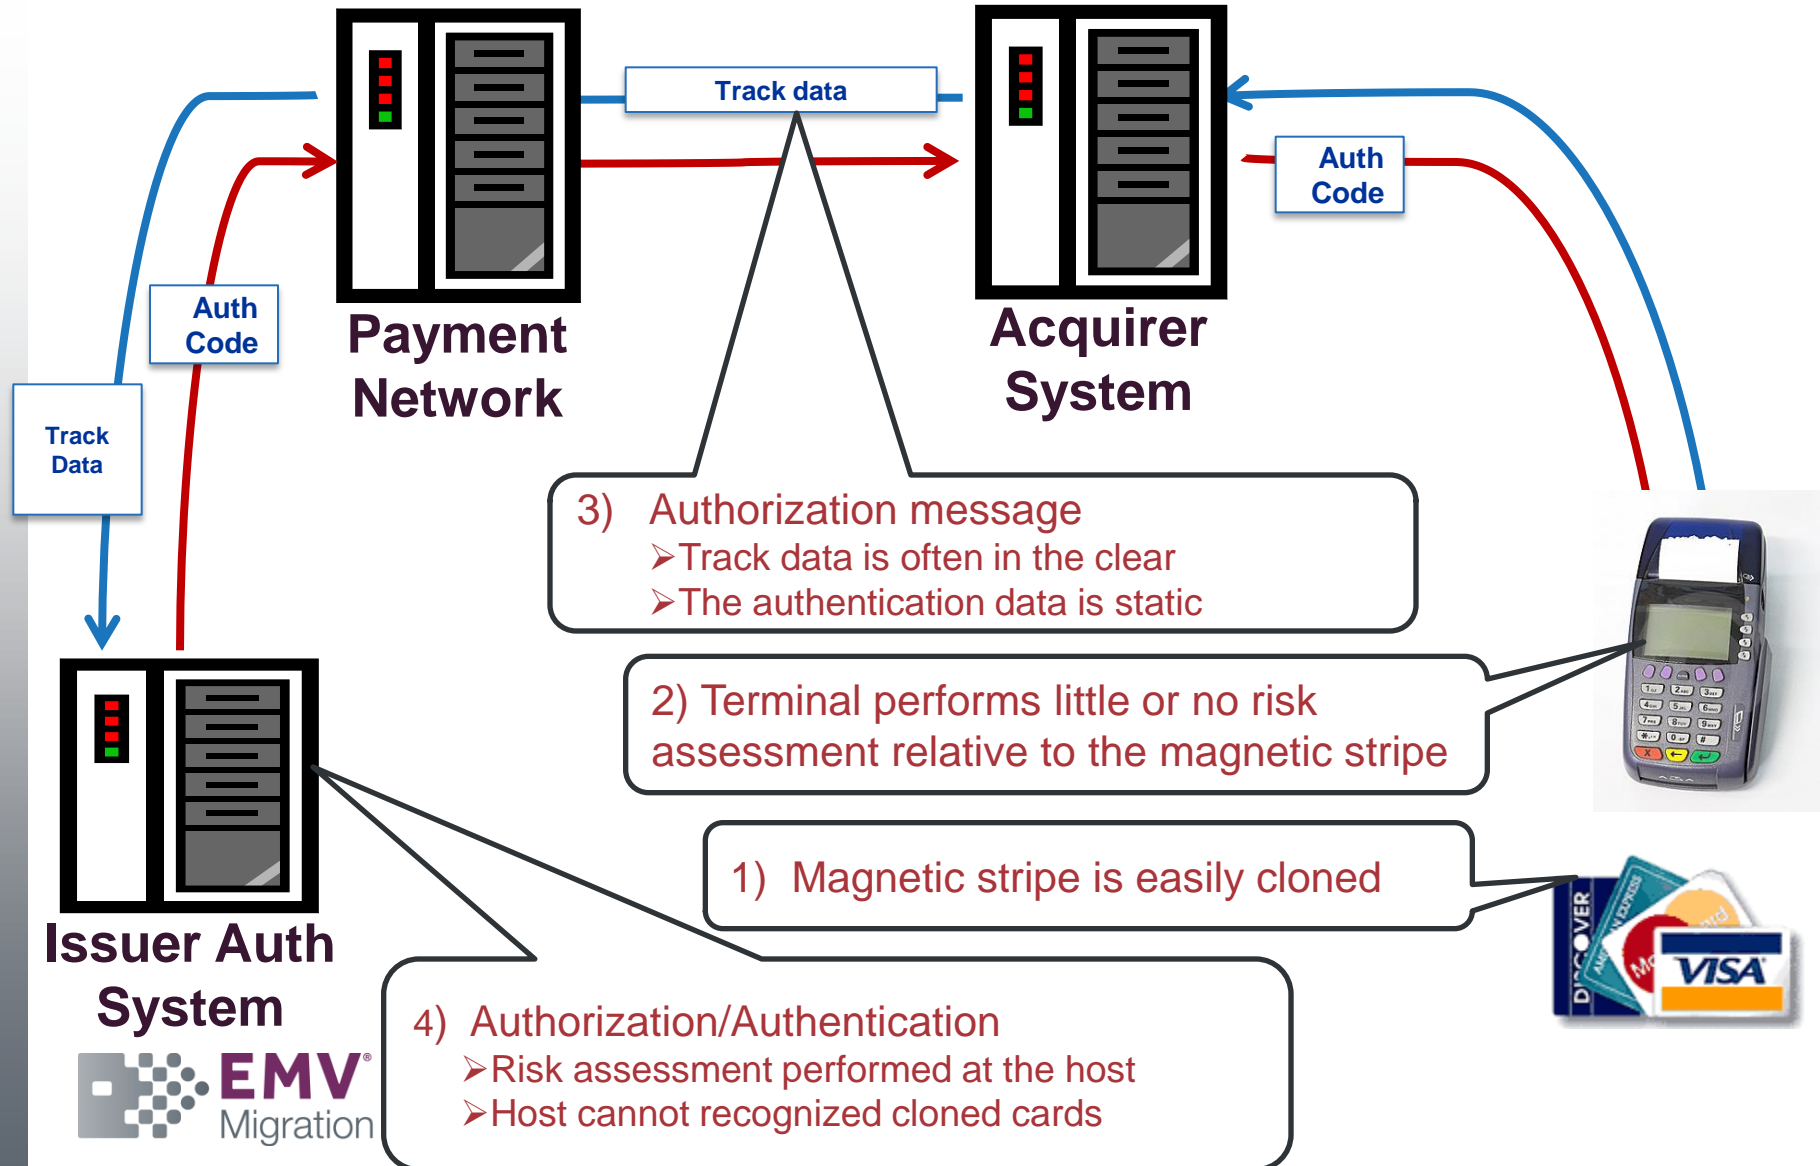 Track data
Auth
Code
Auth
Code
Payment
Network
Acquirer
System
Track
Data
3) Authorization message
➢Track data is often in the clear
➢The authentication data is static
2) Terminal performs little or no risk
assessment relative to the magnetic stripe
1) Magnetic stripe is easily cloned
DISCOVER
VISA
Issuer Auth
System
4) Authorization/Authentication
➢Risk assessment performed at the host
➢Host cannot recognized cloned cards
EMV®
Migration